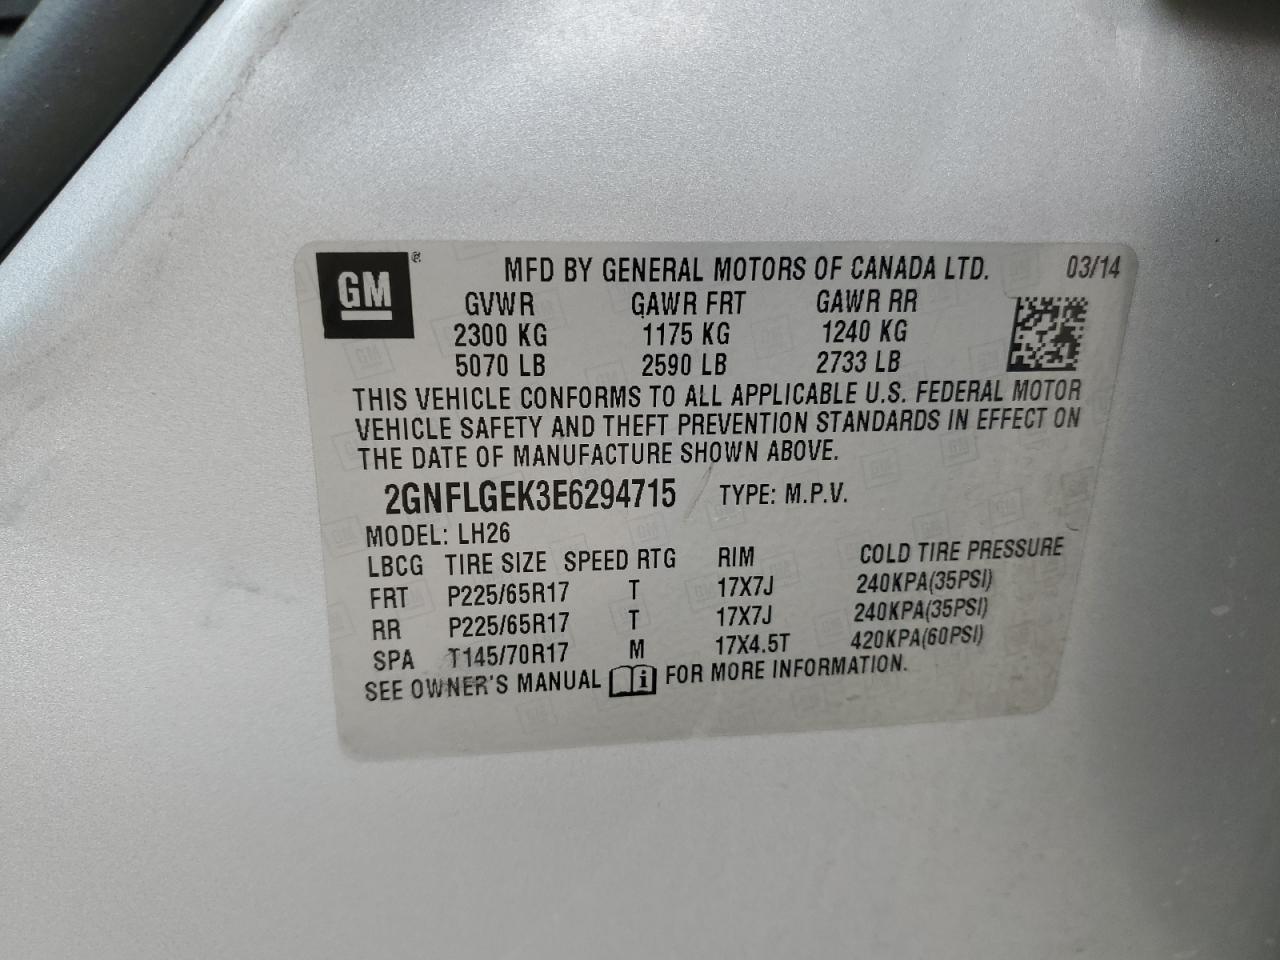 GM®
MFD BY GENERAL MOTORS OF CANADA LTD. 03/14
GVWR GAWR FRT GAWR RR
2300 KG 1175 KG 1240 KG
5070 LB 2590 LB 2733 LB
THIS VEHICLE CONFORMS TO ALL APPLICABLE U.S. FEDERAL MOTOR
VEHICLE SAFETY AND THEFT PREVENTION STANDARDS IN EFFECT ON
THE DATE OF MANUFACTURE SHOWN ABOVE.
2GNFLGEK3E6294715 TYPE: M.P.V.
MODEL: LH26
LBCG TIRE SIZE SPEED RTG RIM COLD TIRE PRESSURE
FRT P225/65R17 T 17X7J 240KPA(35PSI)
RR P225/65R17 T 17X7J 240KPA(35PSI)
SPA T145/70R17 M 17X4.5T 420KPA(60PSI)
SEE OWNER'S MANUAL i FOR MORE INFORMATION.